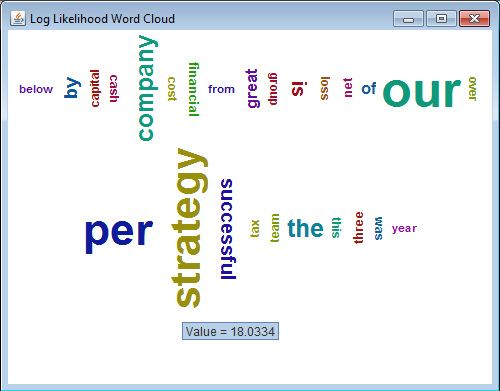 Log Likelihood Word Cloud
below by capital cash company cost financial from great group is loss net of our over
per strategy successful tax team the this three was year
Value = 18.0334